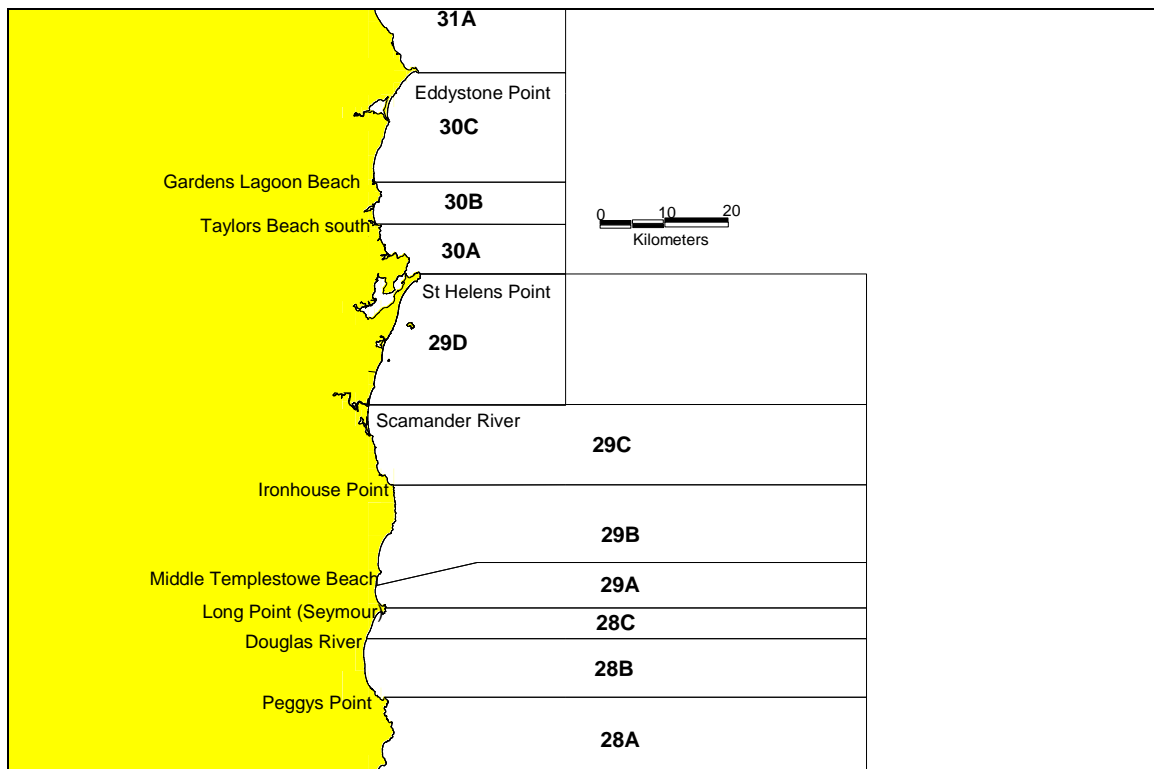 31A
Eddystone Point
30C
Gardens Lagoon Beach
30B
Taylors Beach south
0 10 20
Kilometers
30A
St Helens Point
29D
Scamander River
29C
Ironhouse Point
29B
Middle Templestowe Beach
29A
Long Point (Seymour)
28C
Douglas River
28B
Peggys Point
28A